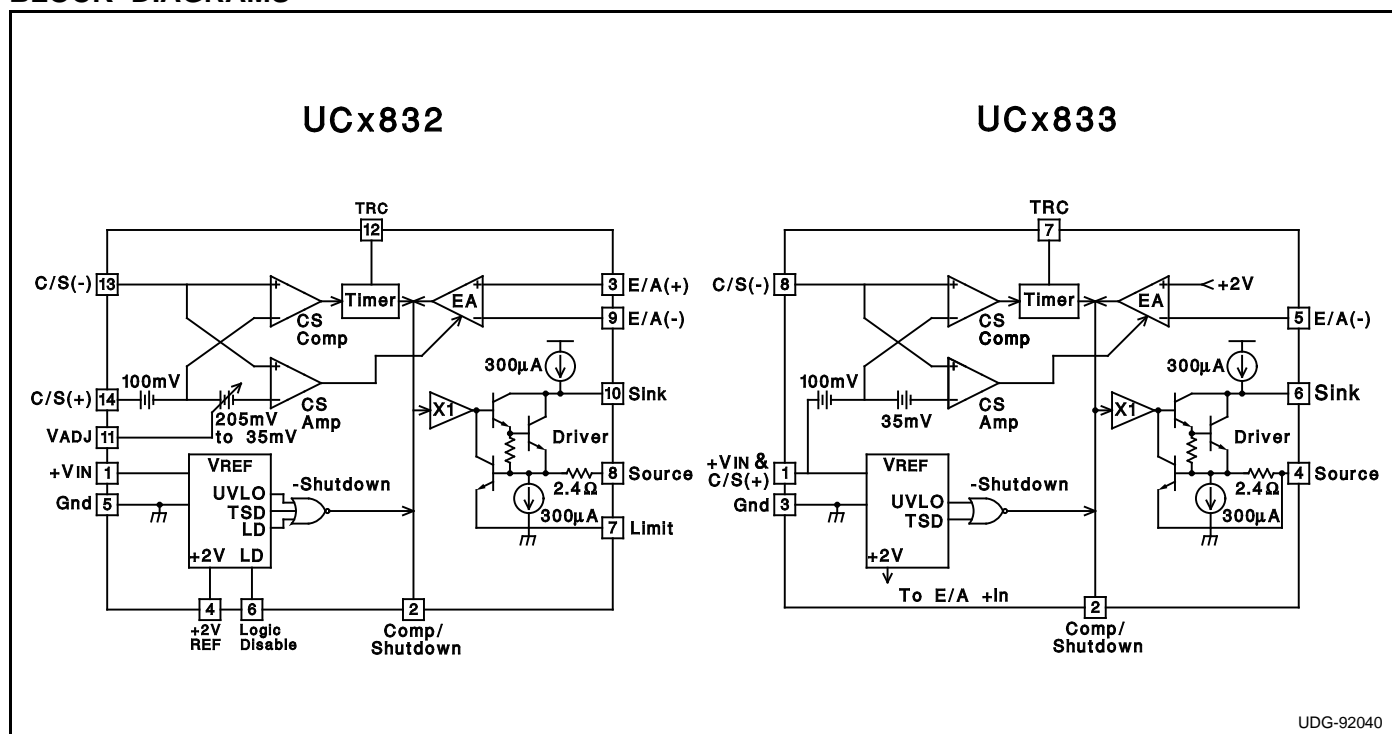 BLOCK DIAGRAMS
UCx832
TRC
12
C/S(-)
13
+
-
CS
Comp
Timer
EA
+
-
3
E/A(+)
9
E/A(-)
100mV
C/S(+)
14
205mV
to 35mV
+
-
CS
Amp
VADJ
11
+VIN
1
Gnd
5
VREF
UVLO
TSD
LD
+2V LD
-Shutdown
X1
300µA
10
Sink
Driver
8
Source
2.4Ω
300µA
7
Limit
4
+2V
REF
6
Logic
Disable
2
Comp/
Shutdown
UCx833
TRC
7
C/S(-)
8
+
-
CS
Comp
Timer
EA
+
-
+2V
5
E/A(-)
100mV
35mV
+
-
CS
Amp
+VIN &
C/S(+)
1
Gnd
3
VREF
UVLO
TSD
+2V
-Shutdown
To E/A +In
X1
300µA
6
Sink
Driver
4
Source
2.4Ω
300µA
2
Comp/
Shutdown
UDG-92040